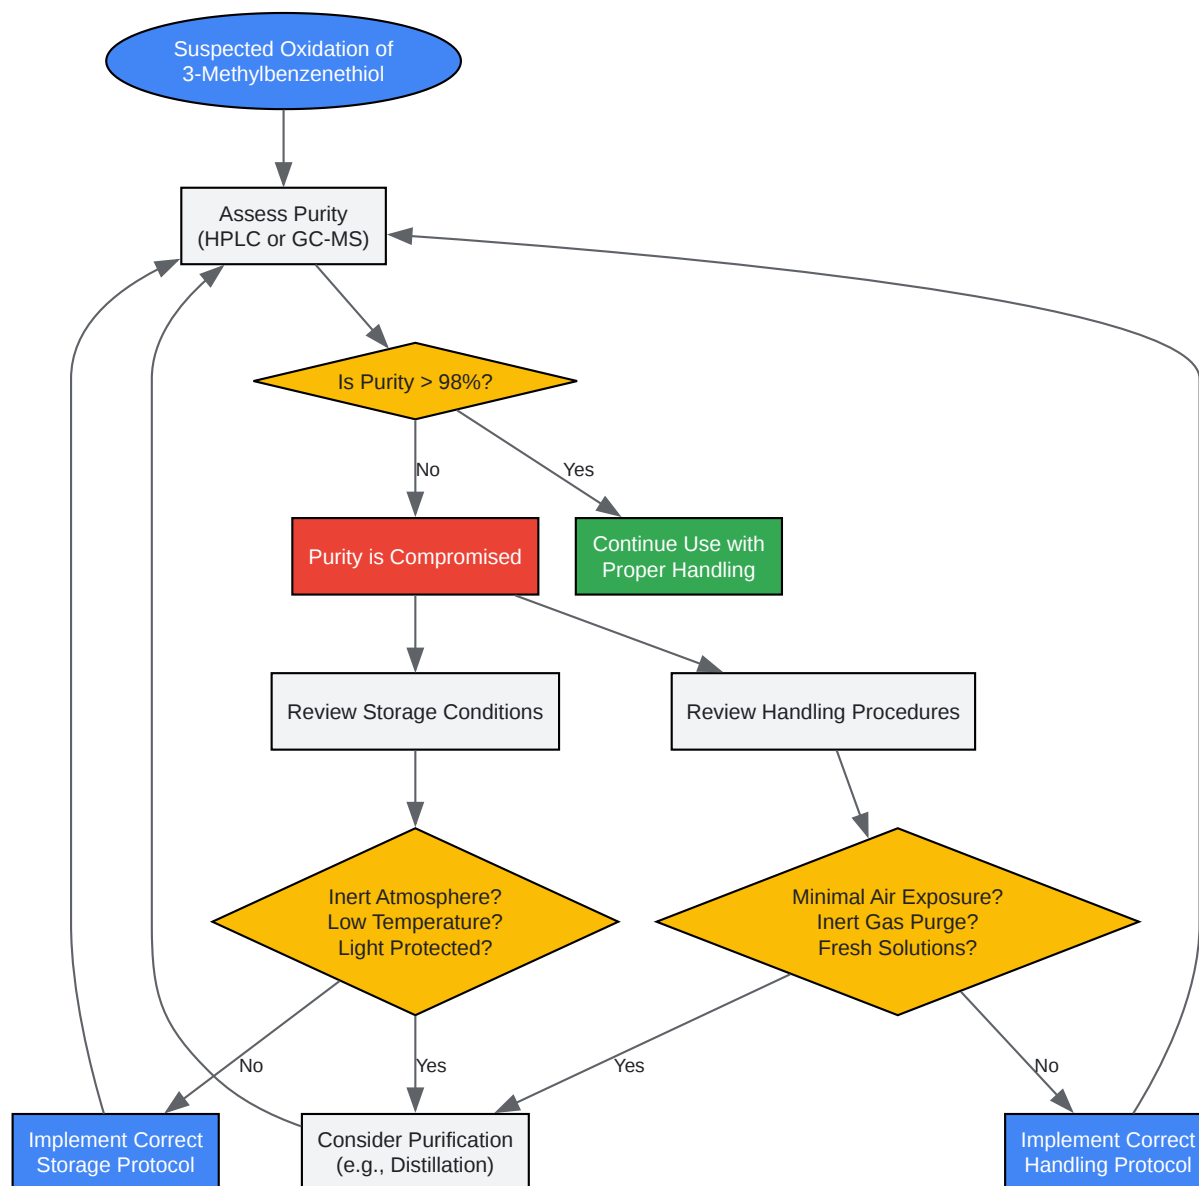 Suspected Oxidation of
3-Methylbenzenethiol
Assess Purity
(HPLC or GC-MS)
Is Purity > 98%?
No
Yes
Purity is Compromised
Continue Use with
Proper Handling
Review Storage Conditions
Review Handling Procedures
Inert Atmosphere?
Low Temperature?
Light Protected?
Minimal Air Exposure?
Inert Gas Purge?
Fresh Solutions?
No
Yes
Yes
No
Implement Correct
Storage Protocol
Consider Purification
(e.g., Distillation)
Implement Correct
Handling Protocol